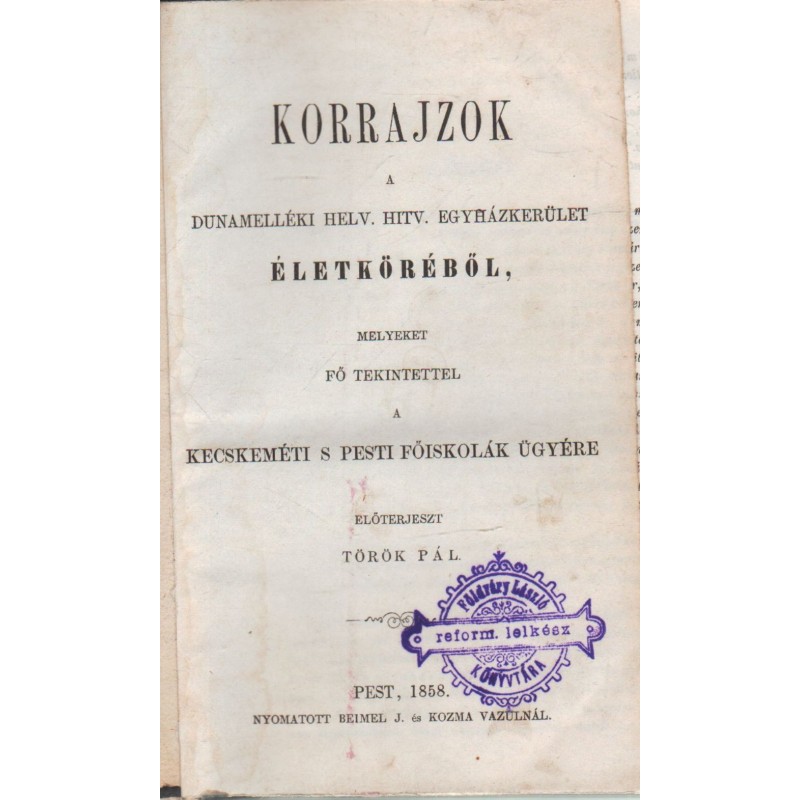 KORRAJZOK
A
DUNAMELLÉKI HELV. HITV. EGYHÁZKERÜLET
ÉLETKÖRÉBŐL,
MELYEKET
FŐ TEKINTETTEL
A
KECSKEMÉTI S PESTI FŐISKOLÁK ÜGYÉRE
ELŐTERJESZT
TÖRÖK PÁL.
Földváry László
reform. lelkész
KÖNYVTÁRA
PEST, 1858.
NYOMATOTT BEIMEL J. és KOZMA VAZULNÁL.